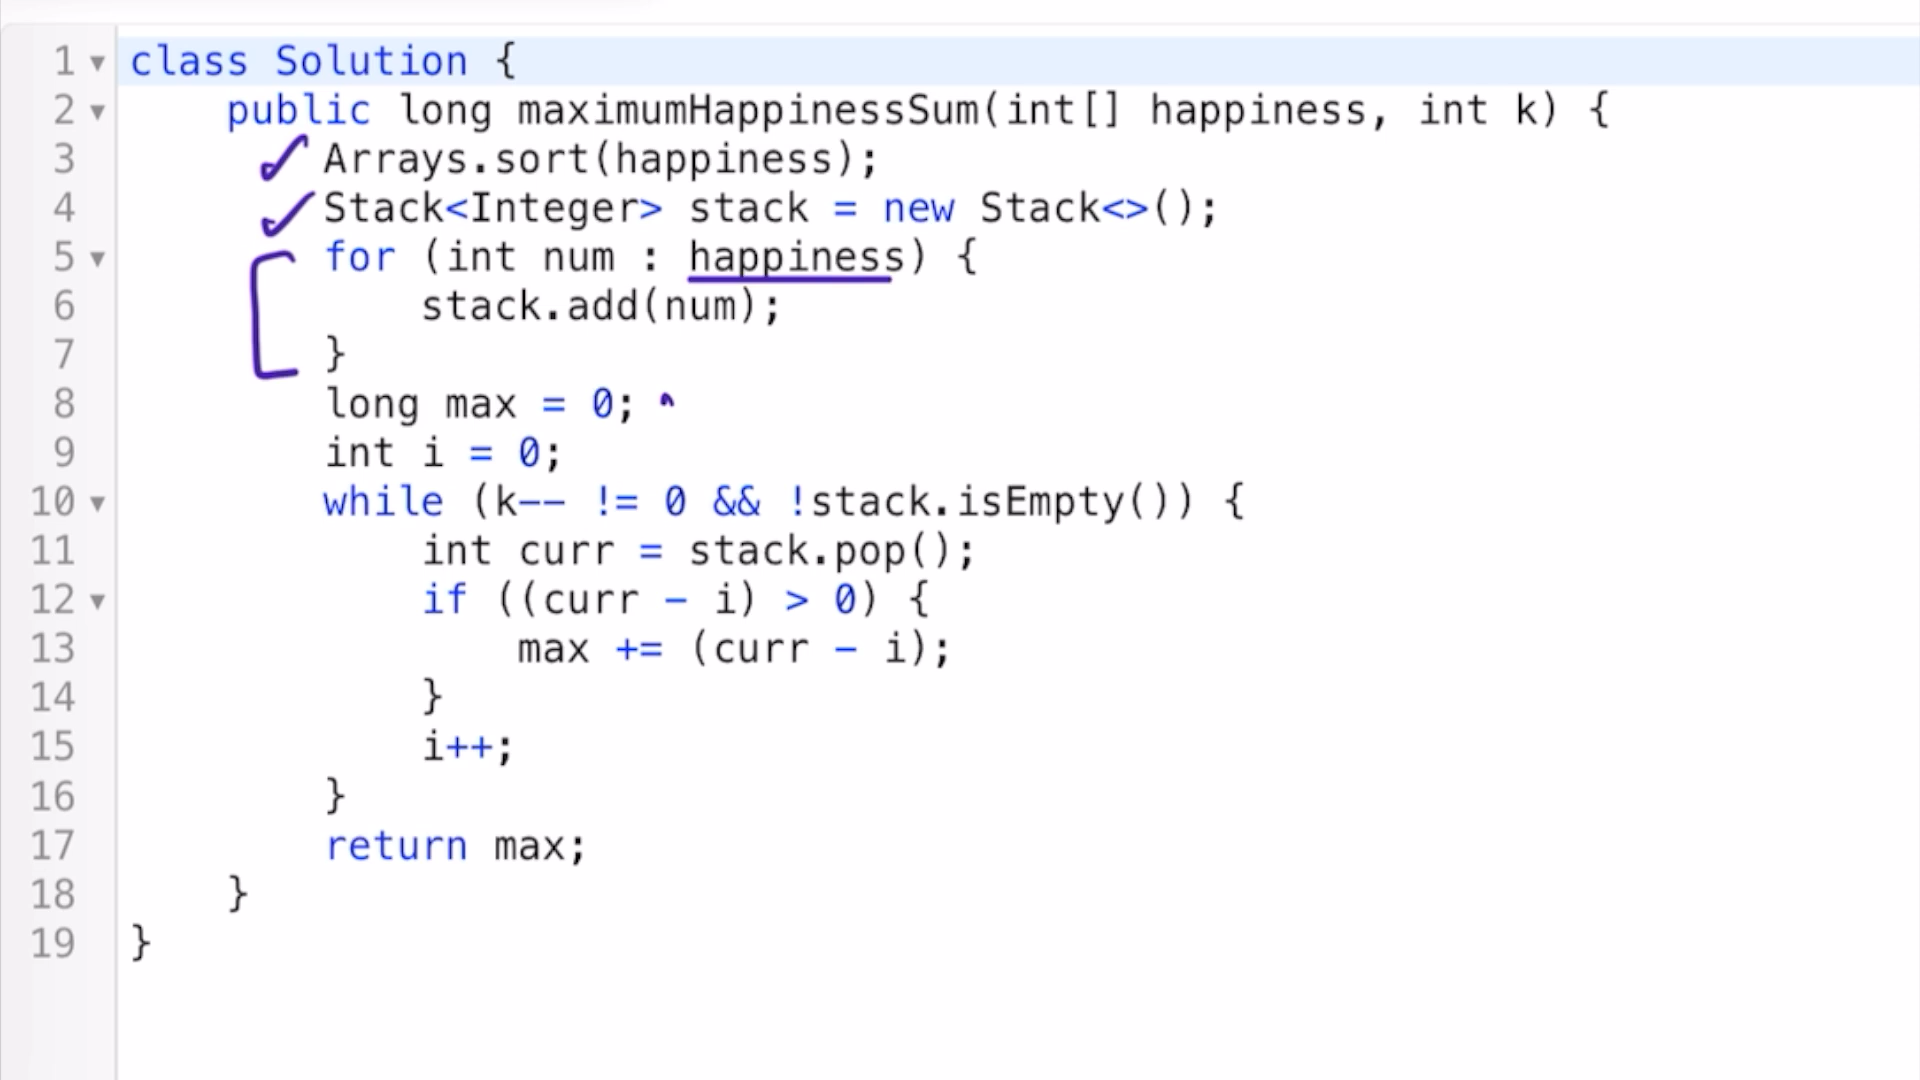 1 class Solution {
2 public long maximumHappinessSum(int[] happiness, int k) {
3 Arrays.sort(happiness);
4 Stack<Integer> stack = new Stack<>();
5 for (int num : happiness) {
6 stack.add(num);
7 }
8 long max = 0;
9 int i = 0;
10 while (k-- != 0 && !stack.isEmpty()) {
11 int curr = stack.pop();
12 if ((curr - i) > 0) {
13 max += (curr - i);
14 }
15 i++;
16 }
17 return max;
18 }
19 }